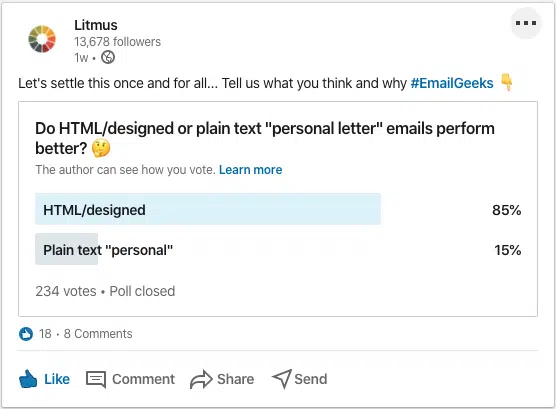 Litmus
13,678 followers
1w •
Let's settle this once and for all... Tell us what you think and why #EmailGeeks 👇
Do HTML/designed or plain text "personal letter" emails perform
better? 🤔
The author can see how you vote. Learn more
HTML/designed 85%
Plain text "personal" 15%
234 votes • Poll closed
18 · 8 Comments
Like Comment Share Send